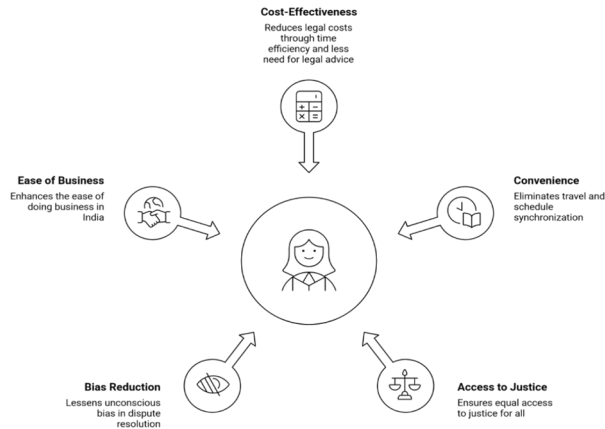 Cost-Effectiveness
Reduces legal costs
through time
efficiency and less
need for legal advice
Ease of Business
Enhances the ease of
doing business in
India
Convenience
Eliminates travel and
schedule
synchronization
Bias Reduction
Lessens unconscious
bias in dispute
resolution
Access to Justice
Ensures equal access
to justice for all